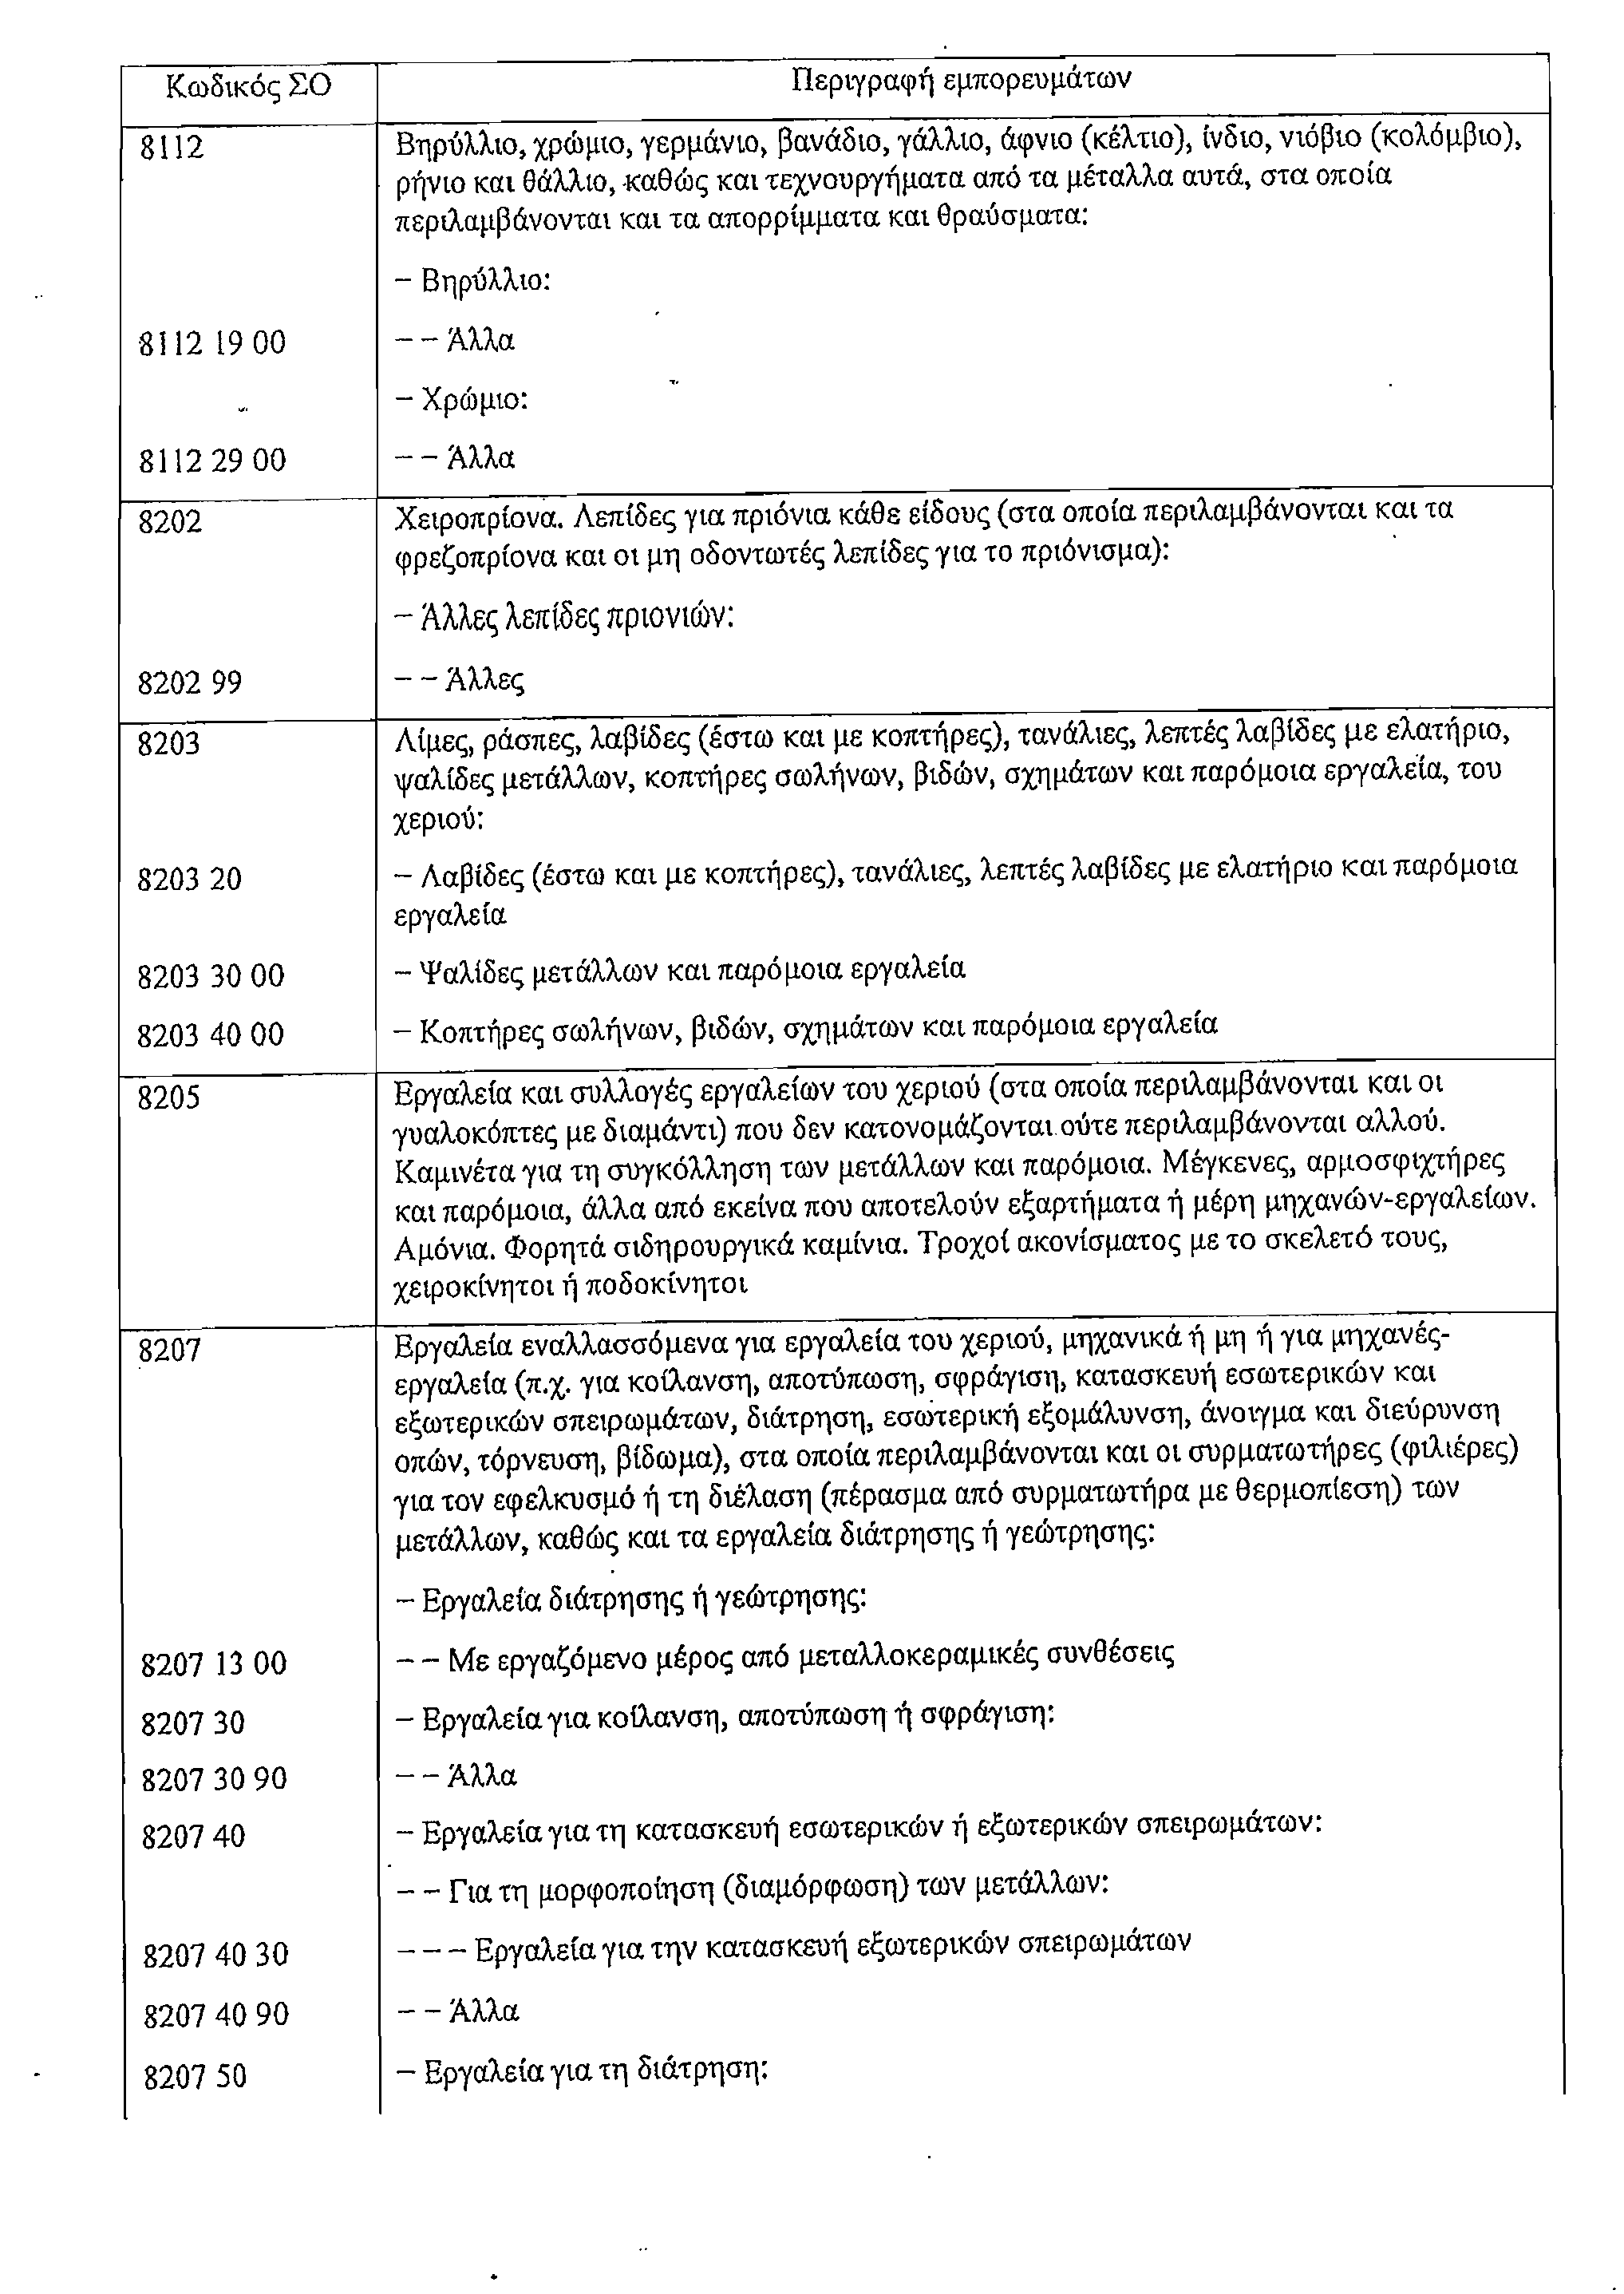 Κωδικός ΣΟ Περιγραφή εμπορευμάτων
8112 Βηρύλλιο, χρώμιο, γερμάνιο, βανάδιο, γάλλιο, άφνιο (κέλτιο), ίνδιο, νιόβιο (κολόμβιο),
ρήνιο και θάλλιο, καθώς και τεχνουργήματα από τα μέταλλα αυτά, στα οποία
περιλαμβάνονται και τα απορρίμματα και θραύσματα:
– Βηρύλλιο:
8112 19 00 – – Άλλα
– Χρώμιο:
8112 29 00 – – Άλλα
8202 Χειροπρίονα. Λεπίδες για πριόνια κάθε είδους (στα οποία περιλαμβάνονται και τα
φρεζοπρίονα και οι μη οδοντωτές λεπίδες για το πριόνισμα):
– Άλλες λεπίδες πριονιών:
8202 99 – – Άλλες
8203 Λίμες, ράσπες, λαβίδες (έστω και με κοπτήρες), τανάλιες, λεπτές λαβίδες με ελατήριο,
ψαλίδες μετάλλων, κοπτήρες σωλήνων, βιδών, σχημάτων και παρόμοια εργαλεία, του
χεριού:
8203 20 – Λαβίδες (έστω και με κοπτήρες), τανάλιες, λεπτές λαβίδες με ελατήριο και παρόμοια
εργαλεία
8203 30 00 – Ψαλίδες μετάλλων και παρόμοια εργαλεία
8203 40 00 – Κοπτήρες σωλήνων, βιδών, σχημάτων και παρόμοια εργαλεία
8205 Εργαλεία και συλλογές εργαλείων του χεριού (στα οποία περιλαμβάνονται και οι
γυαλοκόπτες με διαμάντι) που δεν κατονομάζονται ούτε περιλαμβάνονται αλλού.
Καμινέτα για τη συγκόλληση των μετάλλων και παρόμοια. Μέγκενες, αρμοσφιχτήρες
και παρόμοια, άλλα από εκείνα που αποτελούν εξαρτήματα ή μέρη μηχανών-εργαλείων.
Αμόνια. Φορητά σιδηρουργικά καμίνια. Τροχοί ακονίσματος με το σκελετό τους,
χειροκίνητοι ή ποδοκίνητοι
8207 Εργαλεία εναλλασσόμενα για εργαλεία του χεριού, μηχανικά ή μη ή για μηχανές-
εργαλεία (π.χ. για κοίλανση, αποτύπωση, σφράγιση, κατασκευή εσωτερικών και
εξωτερικών σπειρωμάτων, διάτρηση, εσωτερική εξομάλυνση, άνοιγμα και διεύρυνση
οπών, τόρνευση, βίδωμα), στα οποία περιλαμβάνονται και οι συρματωτήρες (φιλιέρες)
για τον εφελκυσμό ή τη διέλαση (πέρασμα από συρματωτήρα με θερμοπίεση) των
μετάλλων, καθώς και τα εργαλεία διάτρησης ή γεώτρησης:
– Εργαλεία διάτρησης ή γεώτρησης:
8207 13 00 – – Με εργαζόμενο μέρος από μεταλλοκεραμικές συνθέσεις
8207 30 – Εργαλεία για κοίλανση, αποτύπωση ή σφράγιση:
8207 30 90 – – Άλλα
8207 40 – Εργαλεία για τη κατασκευή εσωτερικών ή εξωτερικών σπειρωμάτων:
– – Για τη μορφοποίηση (διαμόρφωση) των μετάλλων:
8207 40 30 – – – Εργαλεία για την κατασκευή εξωτερικών σπειρωμάτων
8207 40 90 – – Άλλα
8207 50 – Εργαλεία για τη διάτρηση: